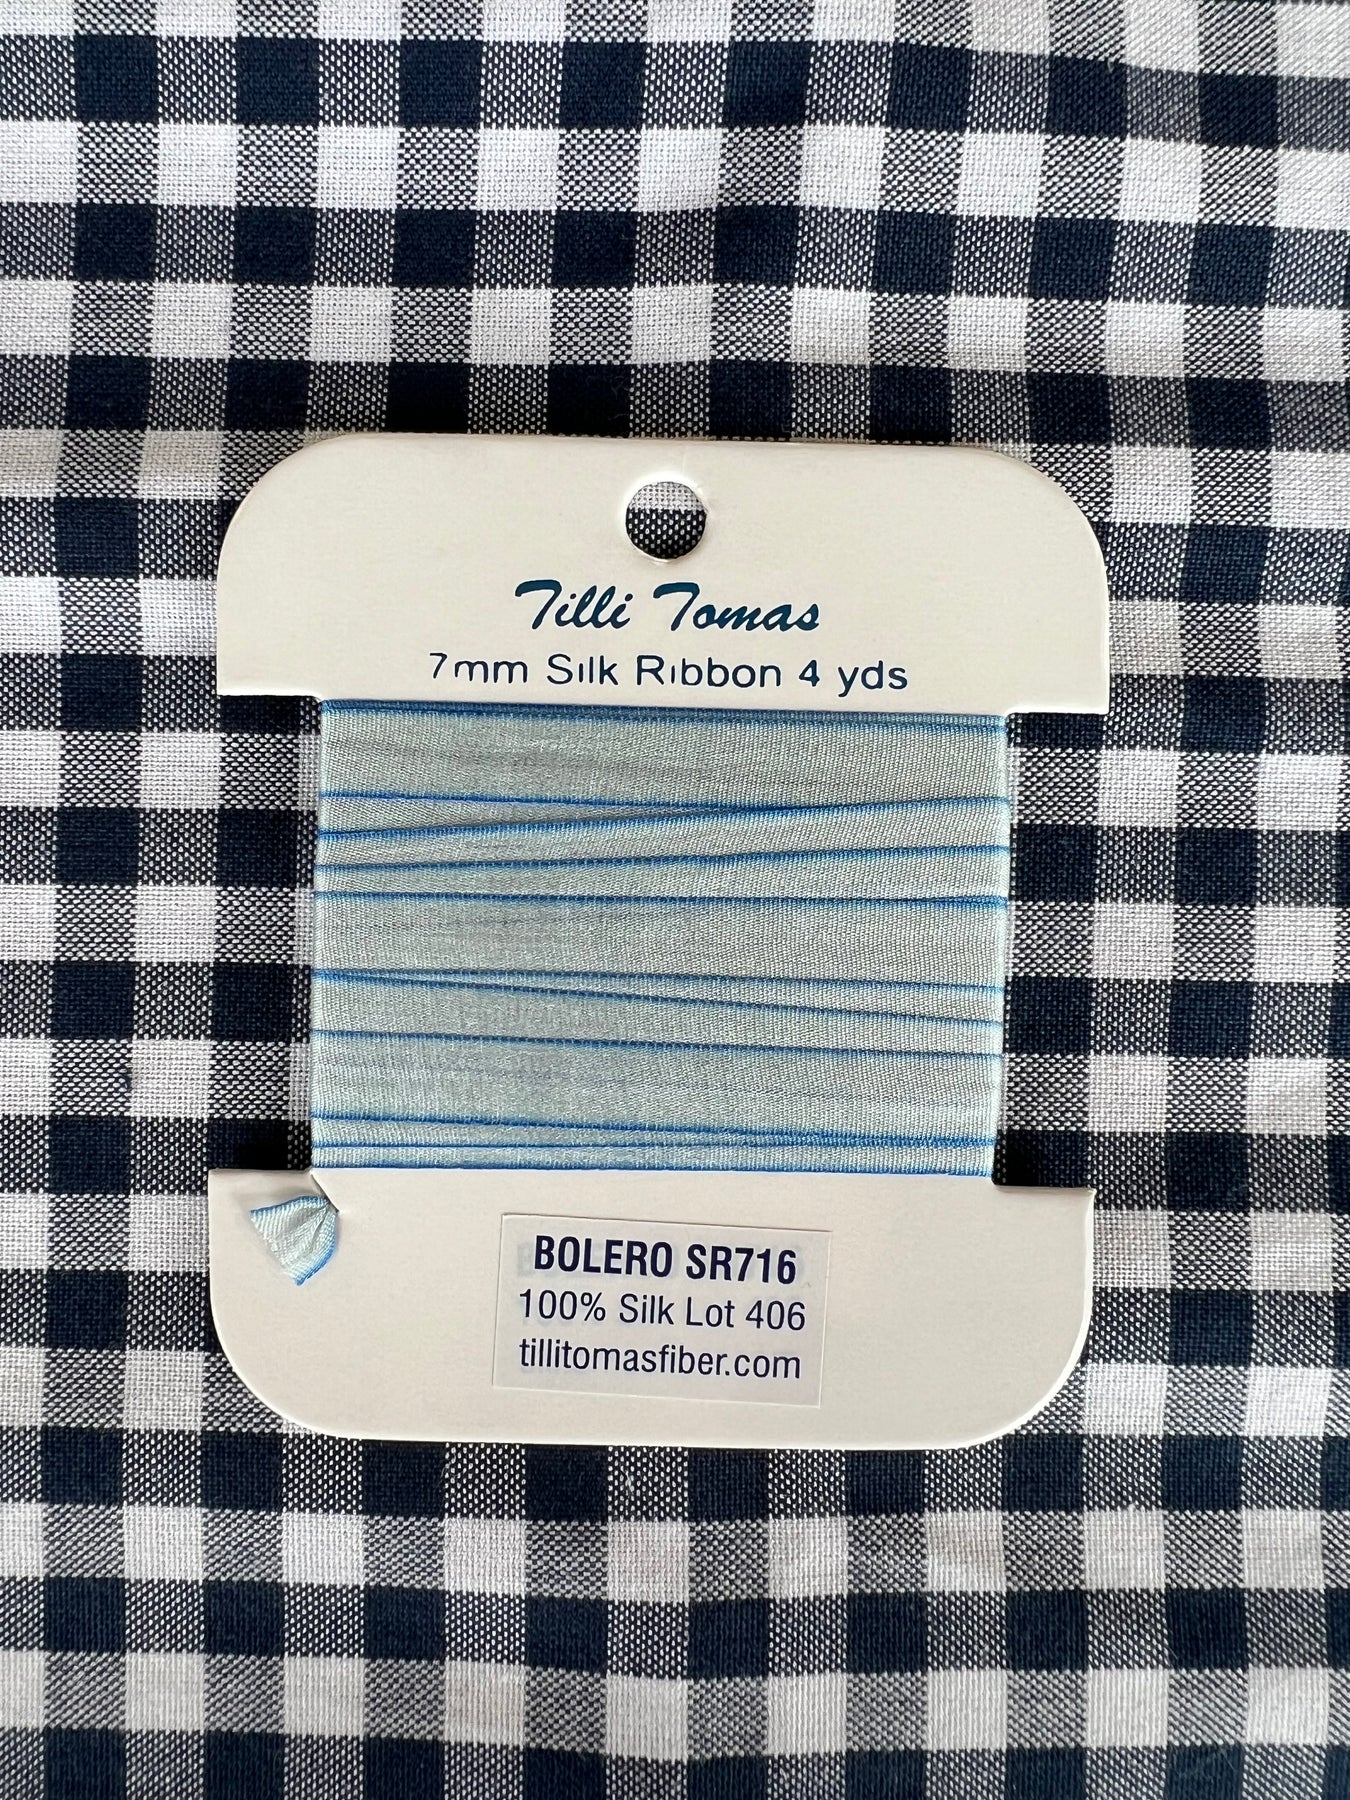 Tilli Tomas
7mm Silk Ribbon 4 yds
BOLERO SR716
100% Silk Lot 406
tillitomasfiber.com